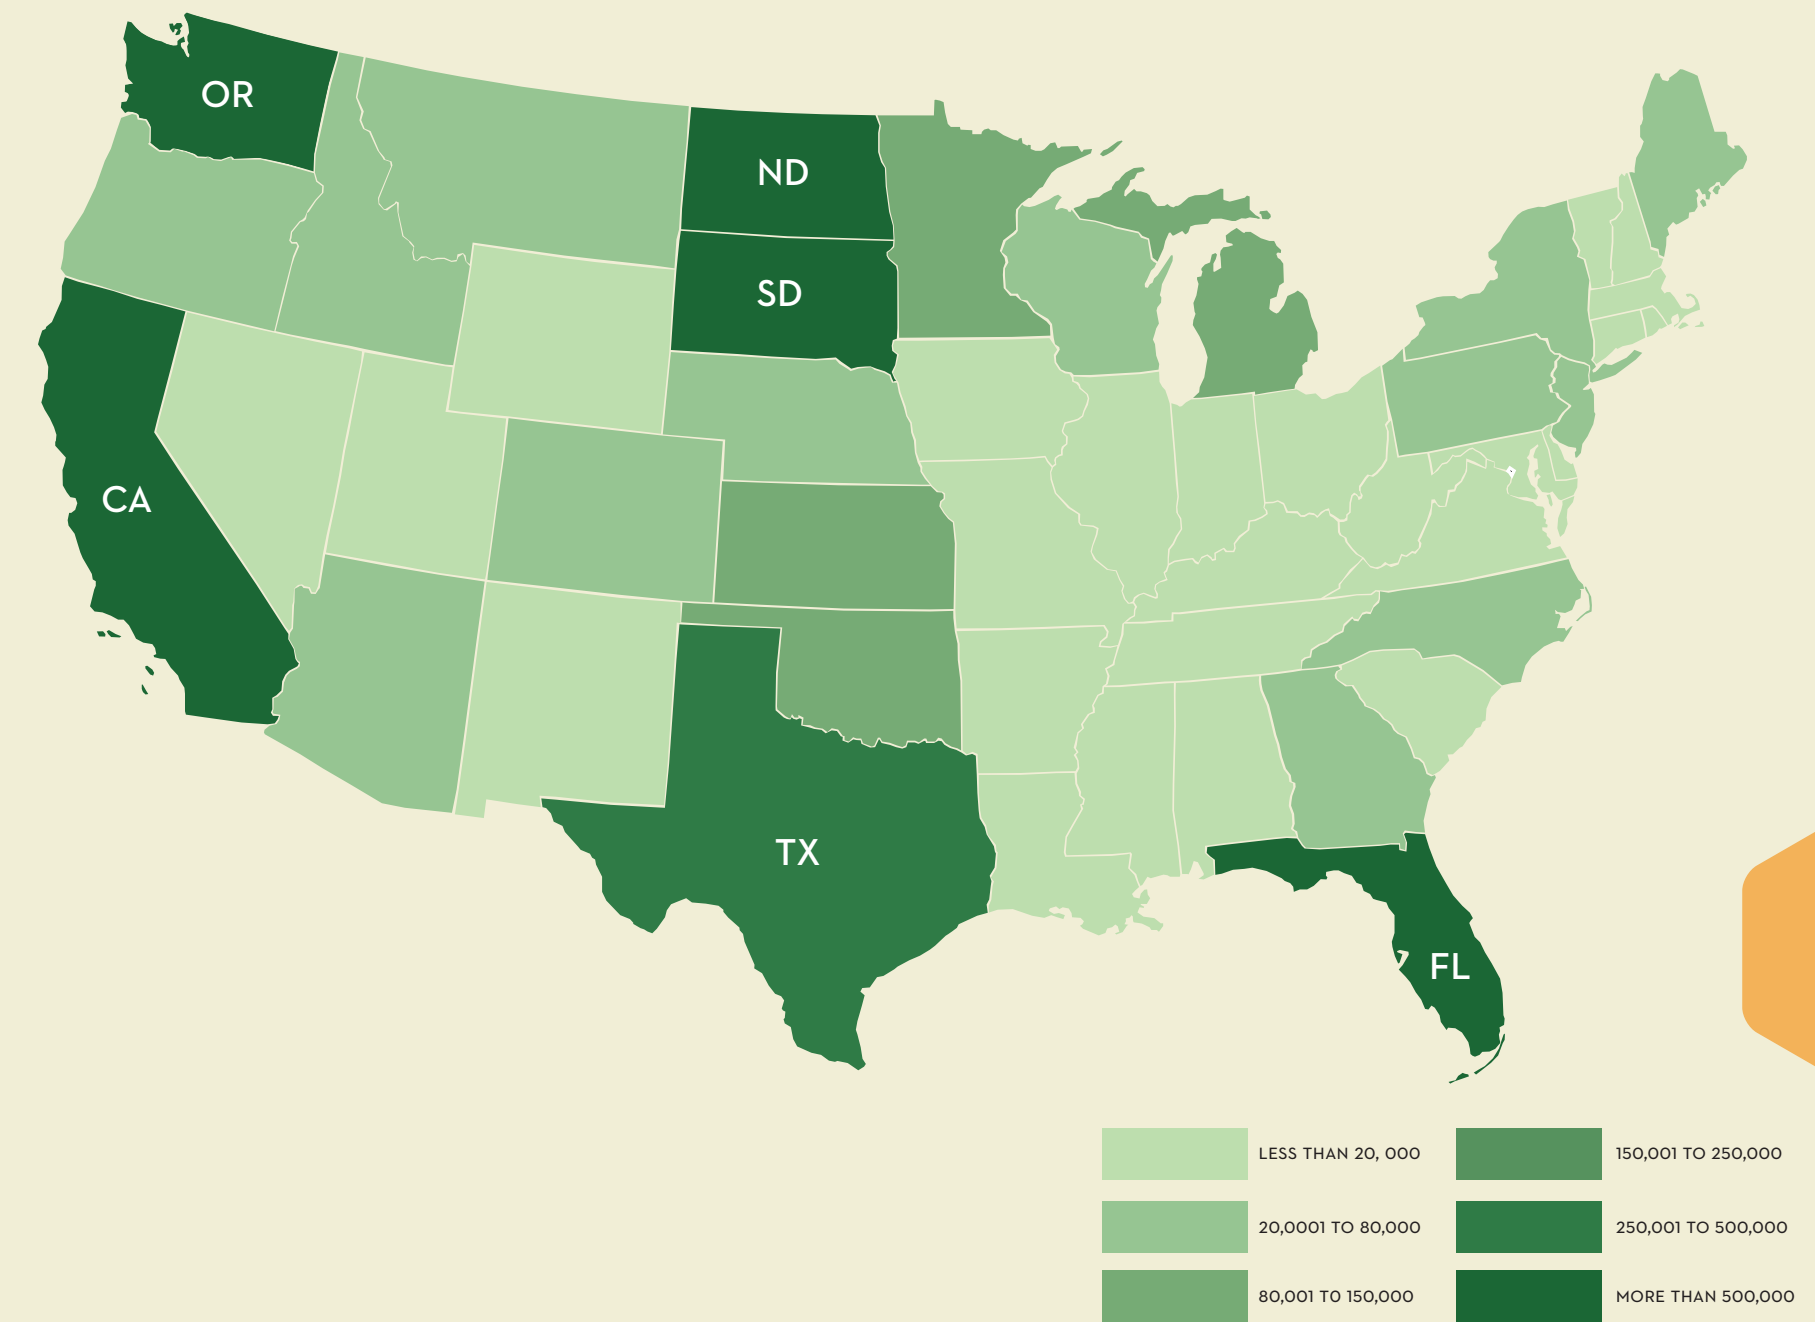 OR
ND
SD
CA
TX
FL
LESS THAN 20, 000
150,001 TO 250,000
20,0001 TO 80,000
250,001 TO 500,000
80,001 TO 150,000
MORE THAN 500,000